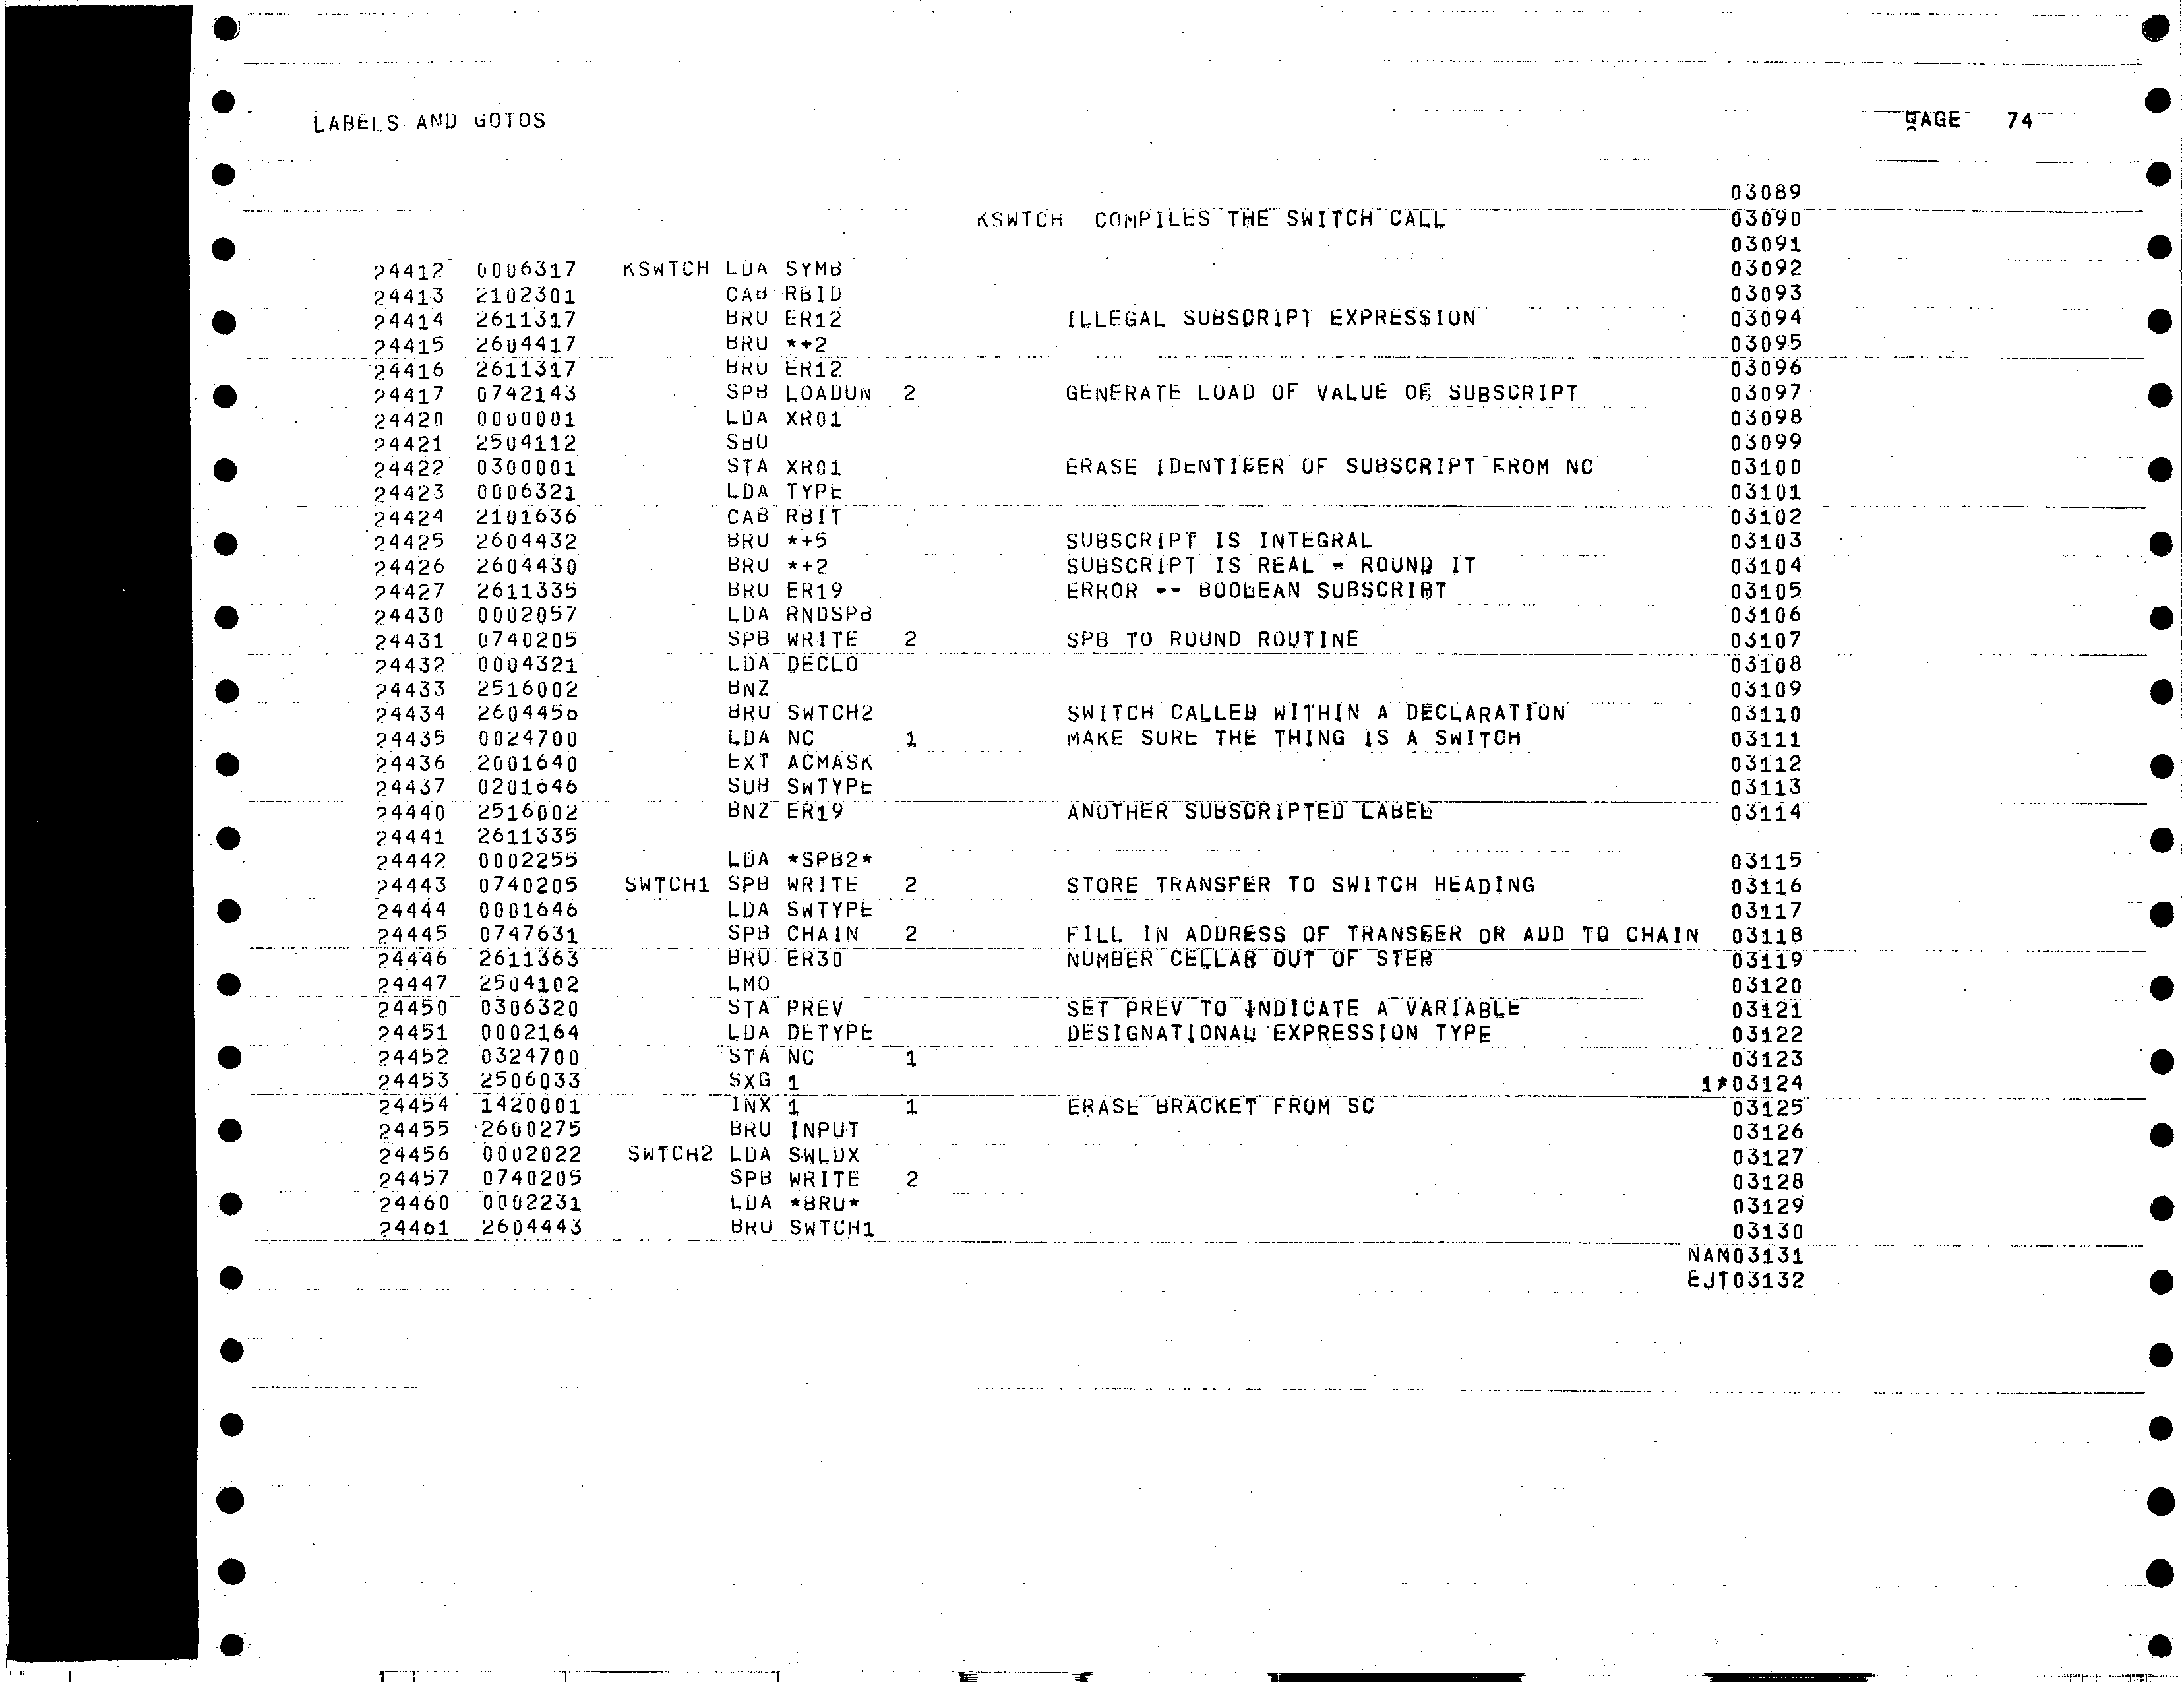 LABELS AND GOTOS PAGE 74
03089
KSWTCH COMPILES THE SWITCH CALL 03090
03091
24412 0006317 KSWTCH LDA SYMB 03092
24413 2102301 CAB RBID 03093
24414 2611317 BRU ER12 ILLEGAL SUBSCRIPT EXPRESSION 03094
24415 2604417 BRU *+2 03095
24416 2611317 BRU ER12 03096
24417 0742143 SPB LOADUN 2 GENERATE LOAD OF VALUE OF SUBSCRIPT 03097
24420 0000001 LDA XR01 03098
24421 2504112 SBO 03099
24422 0300001 STA XR01 ERASE IDENTIFER OF SUBSCRIPT FROM NC 03100
24423 0006321 LDA TYPE 03101
24424 2101636 CAB RBIT 03102
24425 2604432 BRU *+5 SUBSCRIPT IS INTEGRAL 03103
24426 2604430 BRU *+2 SUBSCRIPT IS REAL - ROUND IT 03104
24427 2611335 BRU ER19 ERROR -- BOOLEAN SUBSCRIPT 03105
24430 0002057 LDA RNDSPB 03106
24431 0740205 SPB WRITE 2 SPB TO ROUND ROUTINE 03107
24432 0004321 LDA DECLO 03108
24433 2516002 BNZ 03109
24434 2604456 BRU SWTCH2 SWITCH CALLED WITHIN A DECLARATION 03110
24435 0024700 LDA NC 1 MAKE SURE THE THING IS A SWITCH 03111
24436 2001640 EXT ACMASK 03112
24437 0201646 SUB SWTYPE 03113
24440 2516002 BNZ ER19 ANOTHER SUBSCRIPTED LABEL 03114
24441 2611335
24442 0002255 LDA *SPB2* 03115
24443 0740205 SWTCH1 SPB WRITE 2 STORE TRANSFER TO SWITCH HEADING 03116
24444 0001646 LDA SWTYPE 03117
24445 0747631 SPB CHAIN 2 FILL IN ADDRESS OF TRANSFER OR ADD TO CHAIN 03118
24446 2611363 BRU ER30 NUMBER CELLAR OUT OF STEP 03119
24447 2504102 LMO 03120
24450 0306320 STA PREV SET PREV TO INDICATE A VARIABLE 03121
24451 0002164 LDA DETYPE DESIGNATIONAL EXPRESSION TYPE 03122
24452 0324700 STA NC 1 03123
24453 2506033 SXG 1 1*03124
24454 1420001 INX 1 1 ERASE BRACKET FROM SC 03125
24455 2600275 BRU INPUT 03126
24456 0002022 SWTCH2 LDA SWLDX 03127
24457 0740205 SPB WRITE 2 03128
24460 0002231 LDA *BRU* 03129
24461 2604443 BRU SWTCH1 03130
NAM03131
EJT03132